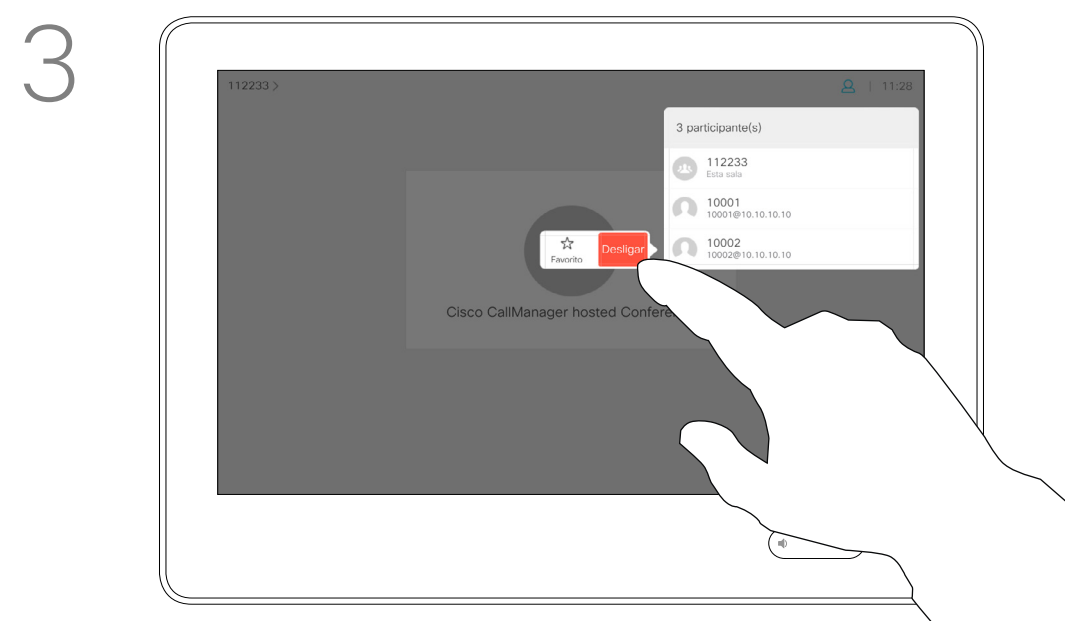 3
112233 >
| 11:28
3 participante(s)
112233
Esta sala
10001
10001@10.10.10.10
10002
10002@10.10.10.10
Favorito
Desligar
Cisco CallManager hosted